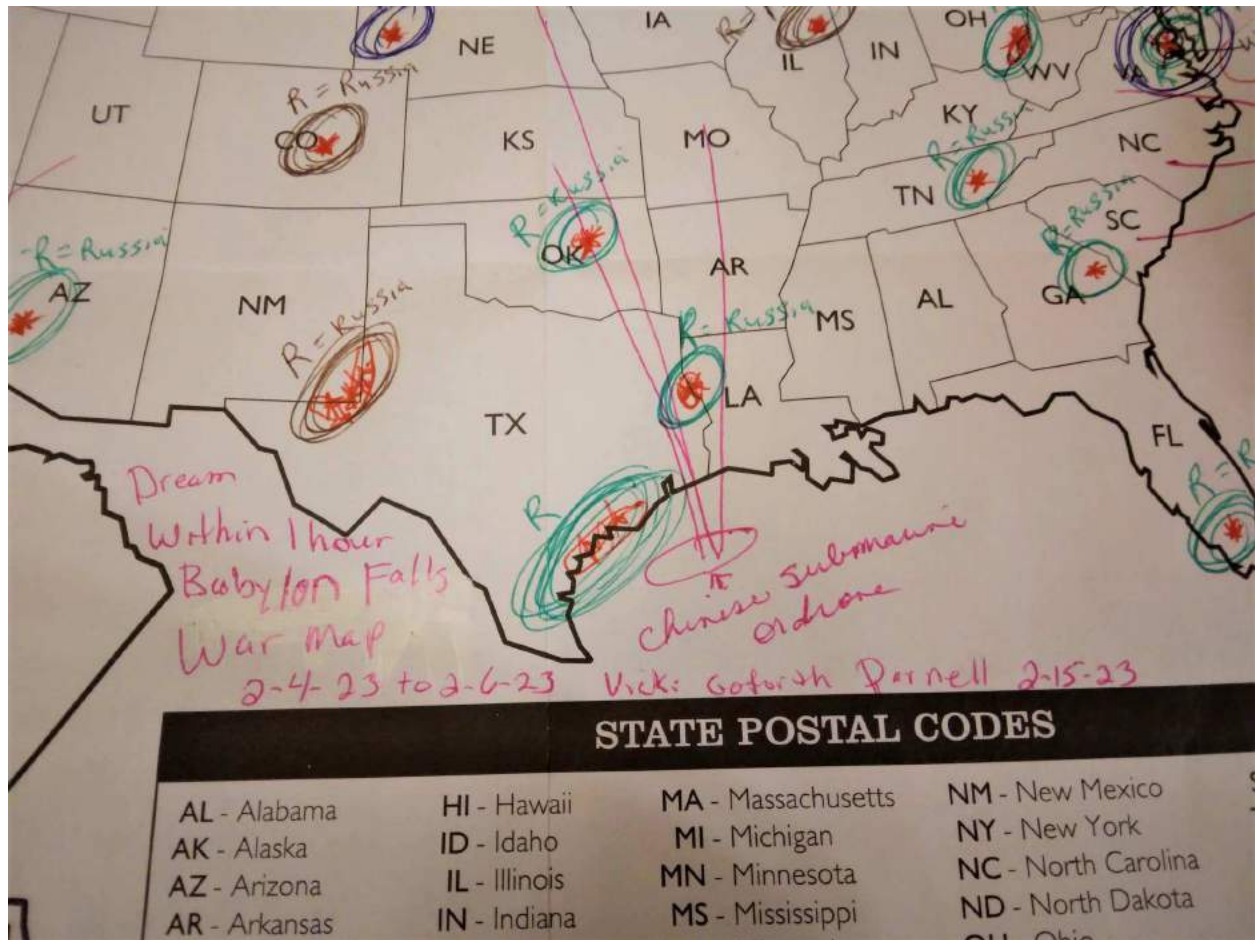 IA
OH
NE
R =
IL
IN
WV
VA
R = Russia
UT
CO
KS
MO
KY
NC
R = Russia
TN
R = Russia
OK
R = Russia
SC
GA
R = Russia
AZ
NM
AR
R = Russia
MS
AL
R = Russia
TX
LA
FL
R =
R
Dream
Within 1 hour
Babylon Falls
War Map
2-4-23 to 2-6-23
Chinese submarine
or drone
Vicki Goforth Parnell 2-15-23
STATE POSTAL CODES
AL - Alabama
AK - Alaska
AZ - Arizona
AR - Arkansas
HI - Hawaii
ID - Idaho
IL - Illinois
IN - Indiana
MA - Massachusetts
MI - Michigan
MN - Minnesota
MS - Mississippi
NM - New Mexico
NY - New York
NC - North Carolina
ND - North Dakota